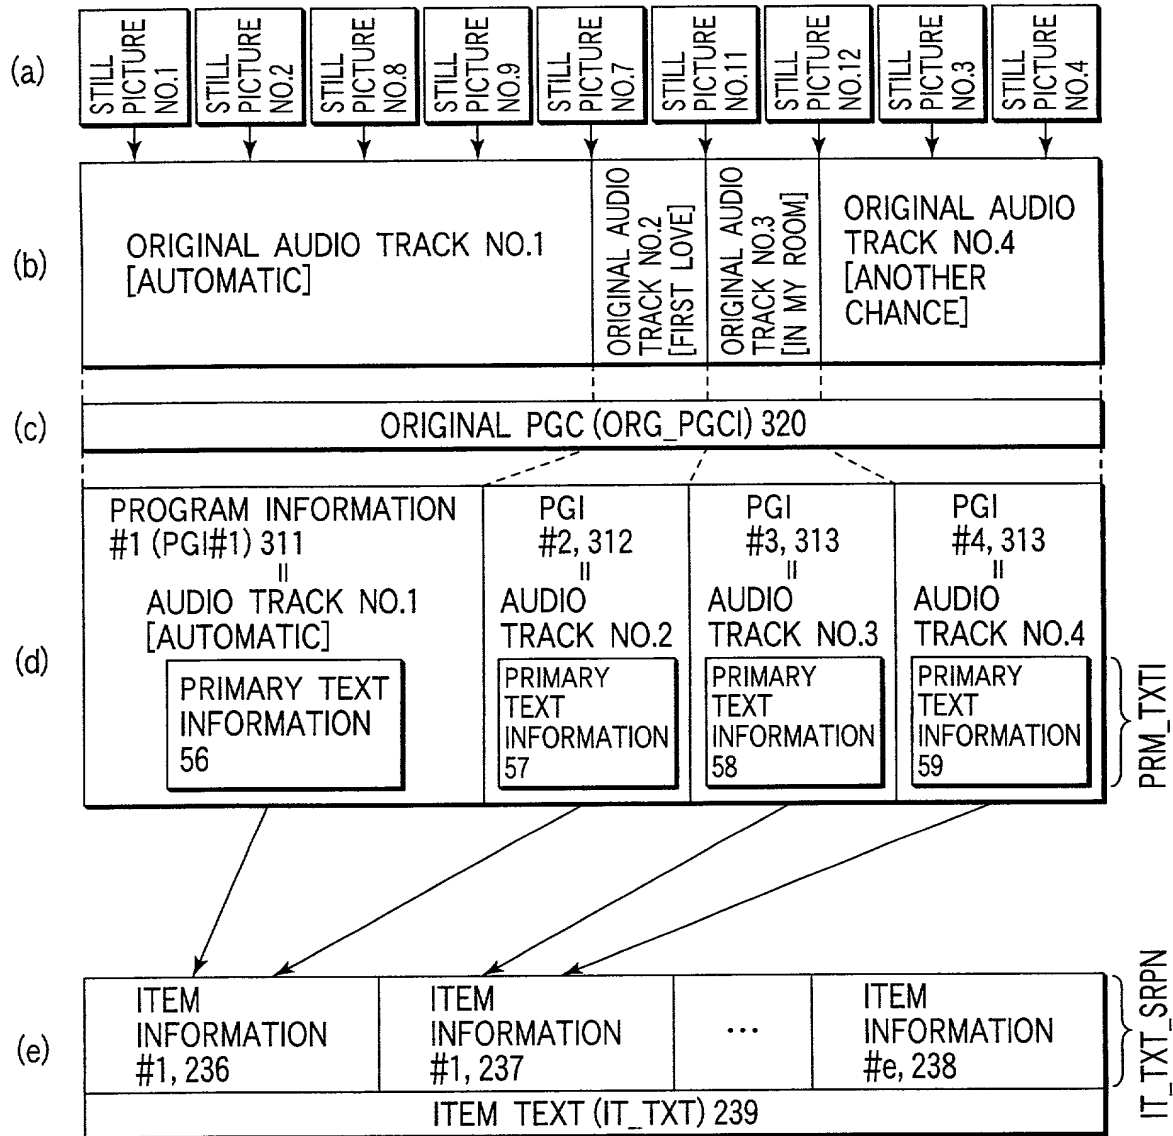 (a)
STILL
PICTURE
NO.1
STILL
PICTURE
NO.2
STILL
PICTURE
NO.8
STILL
PICTURE
NO.9
STILL
PICTURE
NO.7
STILL
PICTURE
NO.11
STILL
PICTURE
NO.12
STILL
PICTURE
NO.3
STILL
PICTURE
NO.4
(b)
ORIGINAL AUDIO TRACK NO.1
[AUTOMATIC]
ORIGINAL AUDIO
TRACK NO.2
[FIRST LOVE]
ORIGINAL AUDIO
TRACK NO.3
[IN MY ROOM]
ORIGINAL AUDIO
TRACK NO.4
[ANOTHER
CHANCE]
(c)
ORIGINAL PGC (ORG_PGCI) 320
(d)
PROGRAM INFORMATION
#1 (PGI#1) 311
=
AUDIO TRACK NO.1
[AUTOMATIC]
PRIMARY TEXT
INFORMATION
56
PGI
#2, 312
=
AUDIO
TRACK NO.2
PRIMARY
TEXT
INFORMATION
57
PGI
#3, 313
=
AUDIO
TRACK NO.3
PRIMARY
TEXT
INFORMATION
58
PGI
#4, 313
=
AUDIO
TRACK NO.4
PRIMARY
TEXT
INFORMATION
59
PRM_TXTI
(e)
ITEM
INFORMATION
#1, 236
ITEM
INFORMATION
#1, 237
...
ITEM
INFORMATION
#e, 238
IT_TXT_SRPN
ITEM TEXT (IT_TXT) 239